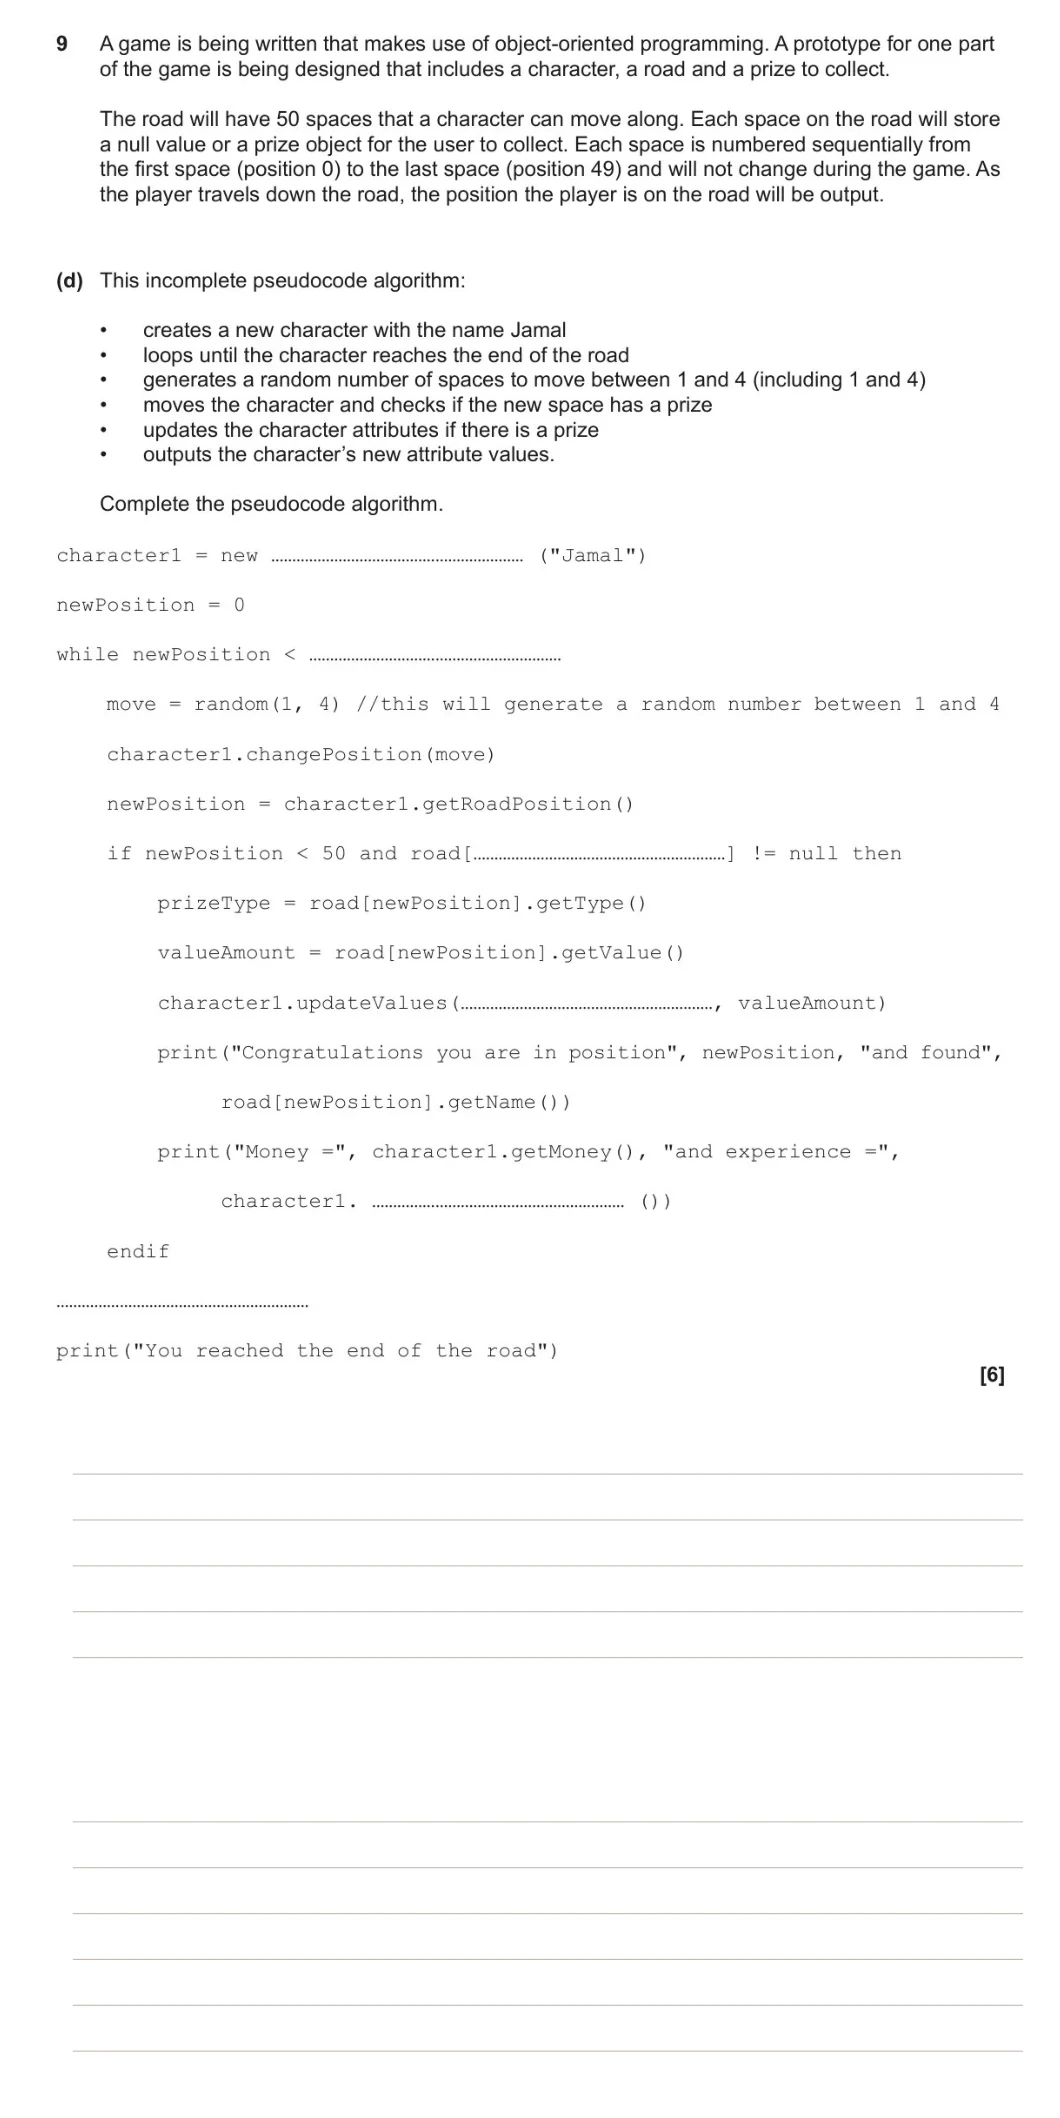 9 A game is being written that makes use of object-oriented programming. A prototype for one part
of the game is being designed that includes a character, a road and a prize to collect.
The road will have 50 spaces that a character can move along. Each space on the road will store
a null value or a prize object for the user to collect. Each space is numbered sequentially from
the first space (position 0) to the last space (position 49) and will not change during the game. As
the player travels down the road, the position the player is on the road will be output.
(d) This incomplete pseudocode algorithm:
• creates a new character with the name Jamal
• loops until the character reaches the end of the road
• generates a random number of spaces to move between 1 and 4 (including 1 and 4)
• moves the character and checks if the new space has a prize
• updates the character attributes if there is a prize
• outputs the character's new attribute values.
Complete the pseudocode algorithm.
character1 = new ............................................................ ("Jamal")
newPosition = 0
while newPosition < ............................................................
move = random(1, 4) //this will generate a random number between 1 and 4
character1.changePosition(move)
newPosition = character1.getRoadPosition()
if newPosition < 50 and road[............................................................] != null then
prizeType = road[newPosition].getType()
valueAmount = road[newPosition].getValue()
character1.updateValues(............................................................, valueAmount)
print("Congratulations you are in position", newPosition, "and found",
road[newPosition].getName())
print("Money =", character1.getMoney(), "and experience =",
character1. ............................................................ ())
endif
............................................................
print("You reached the end of the road")
[6]